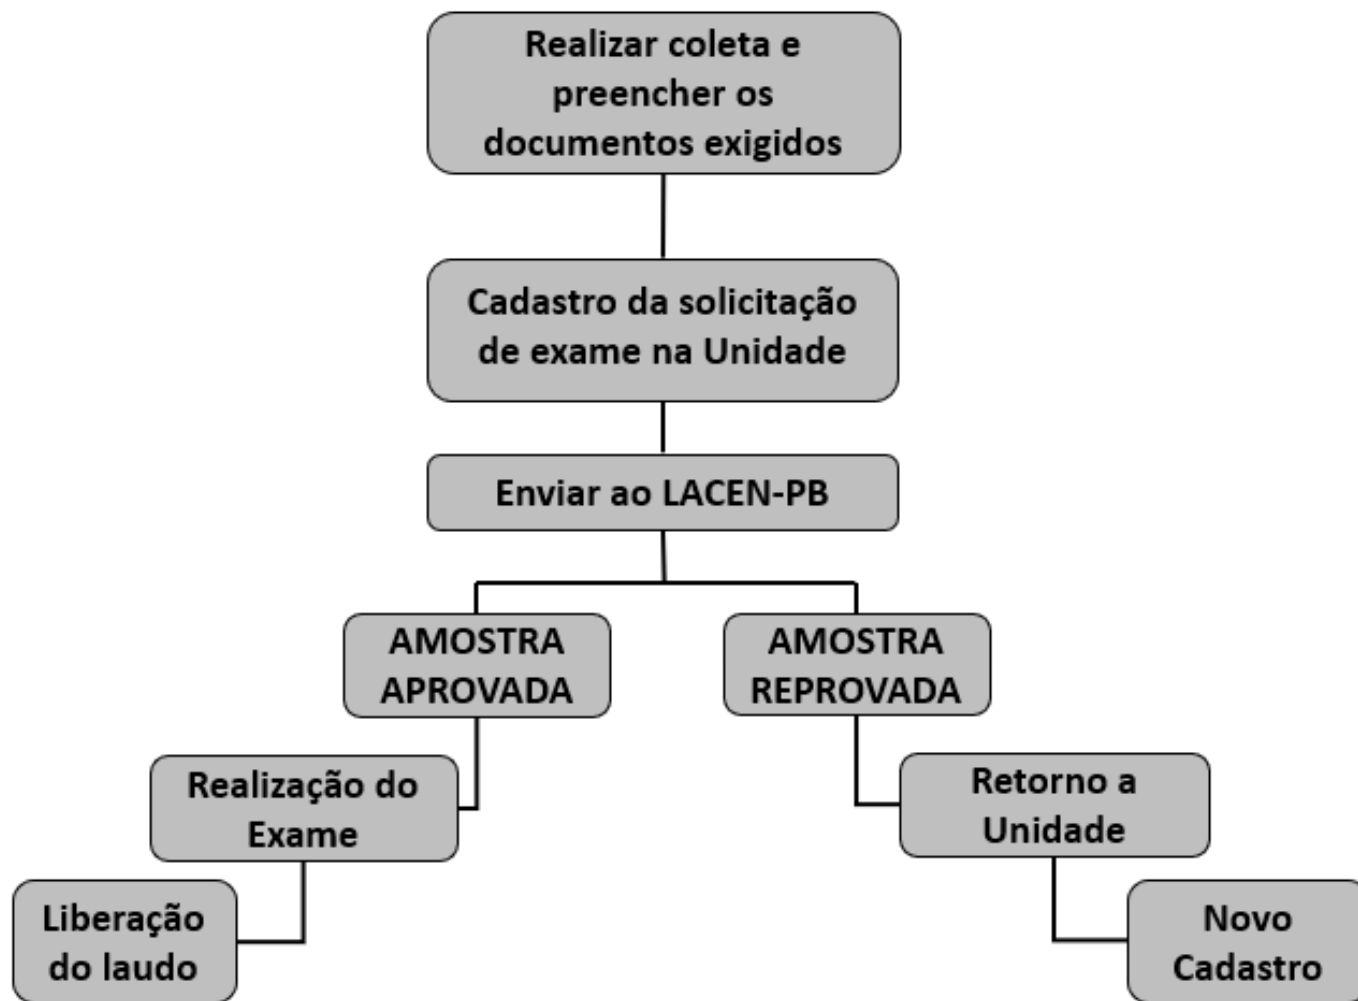 Realizar coleta e
preencher os
documentos exigidos
Cadastro da solicitação
de exame na Unidade
Enviar ao LACEN-PB
AMOSTRA
APROVADA
AMOSTRA
REPROVADA
Realização do
Exame
Retorno a
Unidade
Liberação
do laudo
Novo
Cadastro